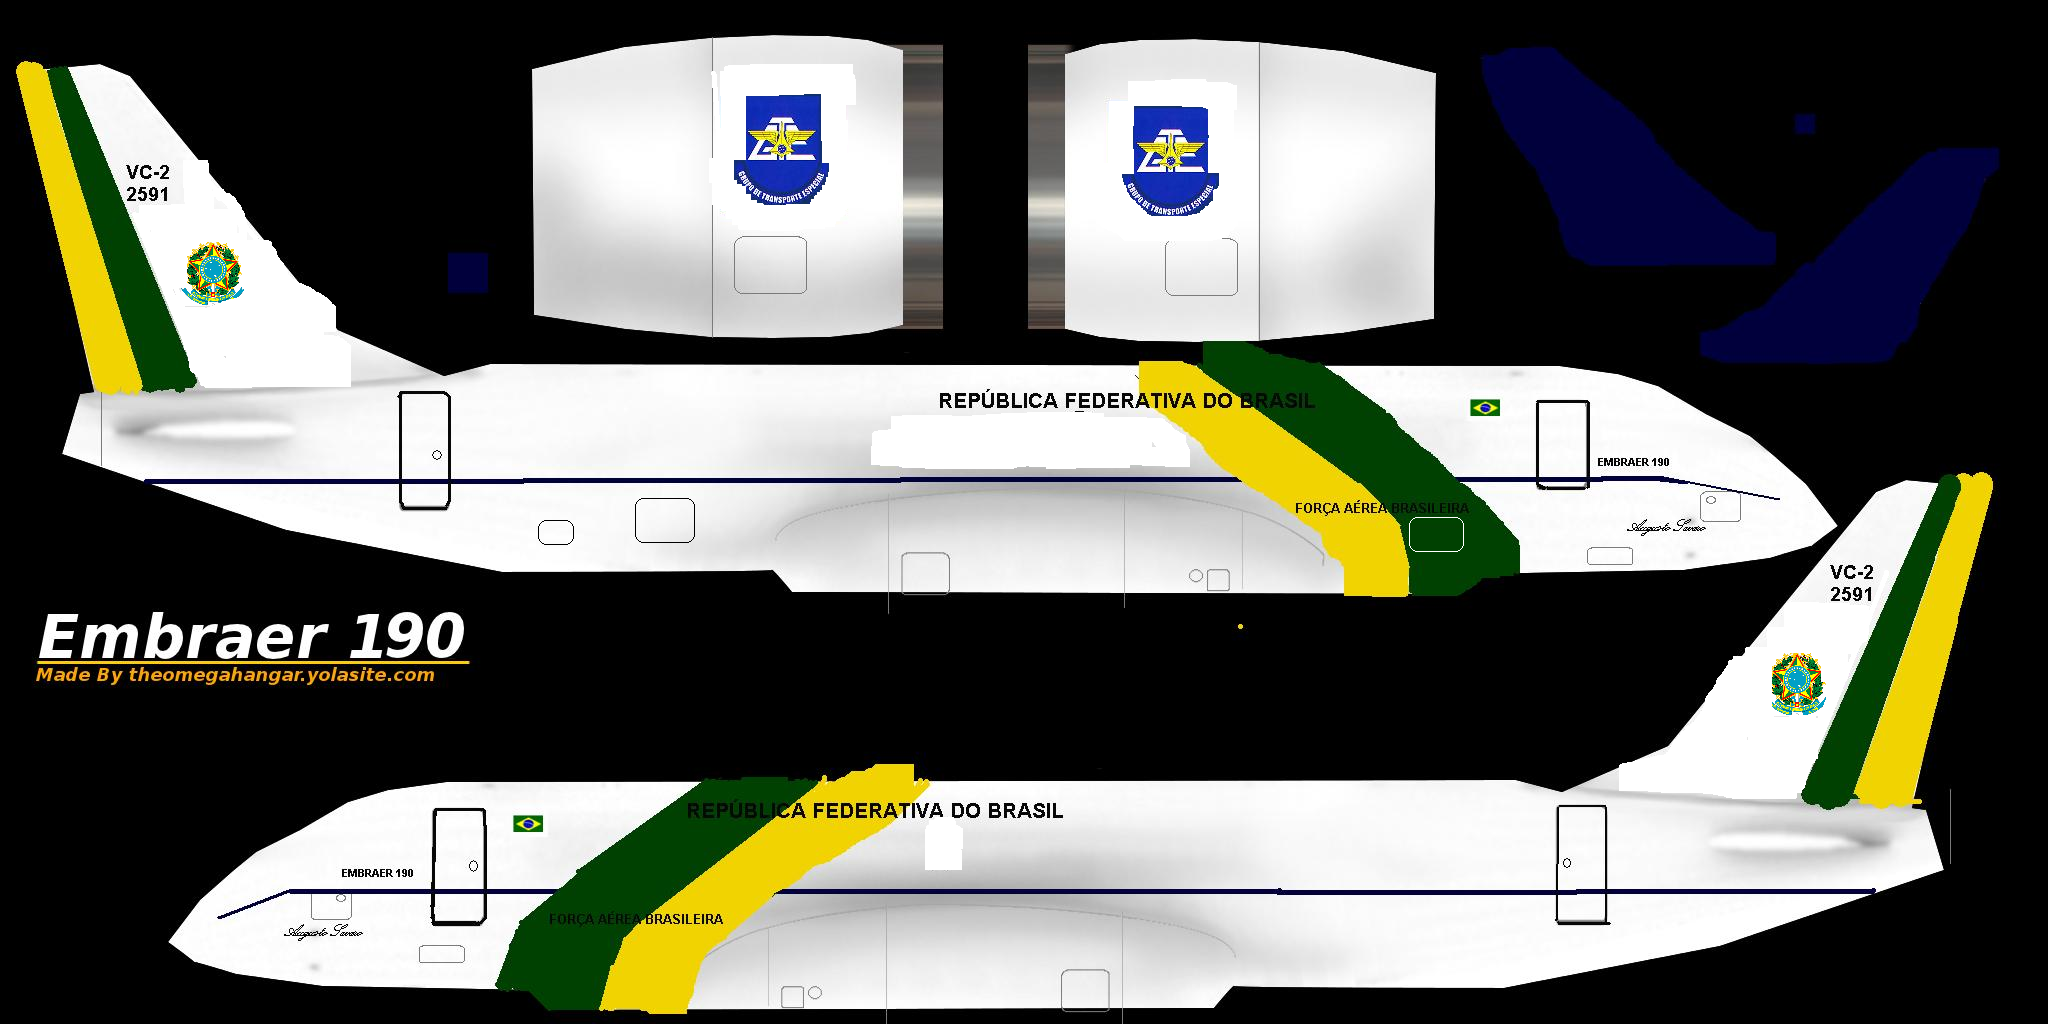 VC-2
2591
GRUPO DE TRANSPORTE ESPECIAL
GRUPO DE TRANSPORTE ESPECIAL
REPÚBLICA FEDERATIVA DO BRASIL
EMBRAER 190
FORÇA AÉREA BRASILEIRA
Augusto Severo
VC-2
2591
Embraer 190
Made By theomegahangar.yolasite.com
REPÚBLICA FEDERATIVA DO BRASIL
EMBRAER 190
FORÇA AÉREA BRASILEIRA
Augusto Severo